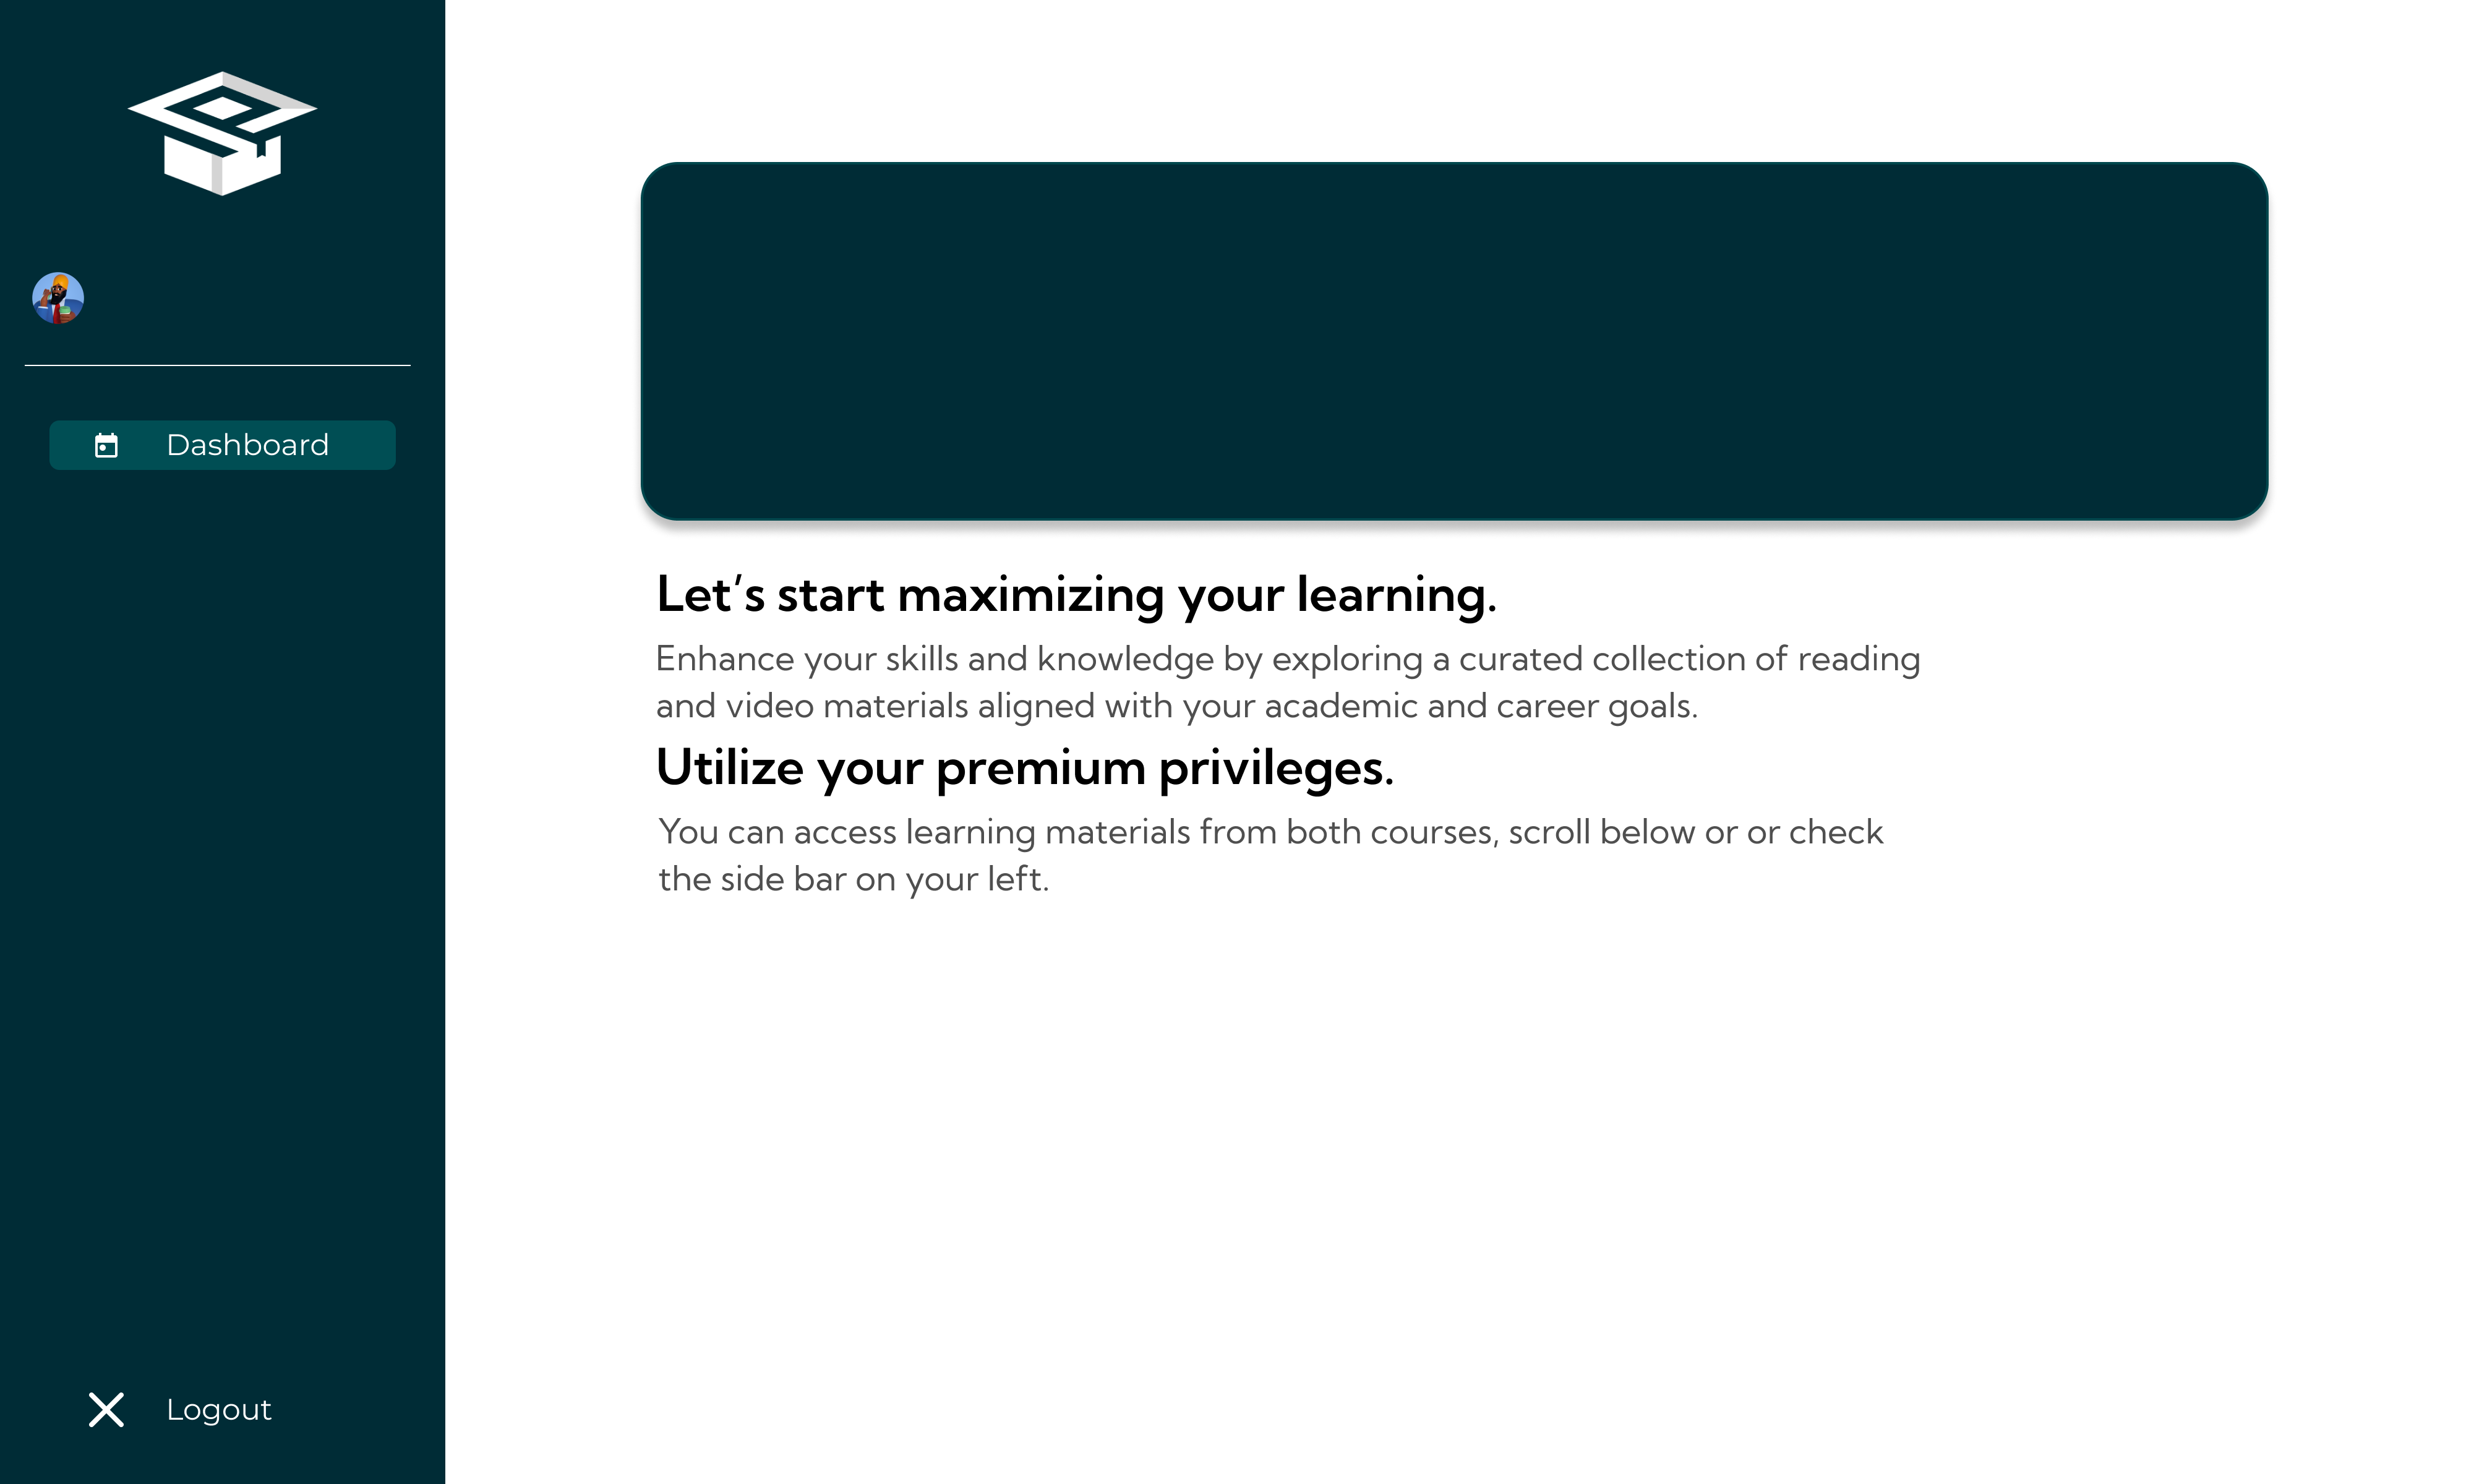 Dashboard
Let’s start maximizing your learning.
Enhance your skills and knowledge by exploring a curated collection of reading
and video materials aligned with your academic and career goals.
Utilize your premium privileges.
You can access learning materials from both courses, scroll below or or check
the side bar on your left.
Logout